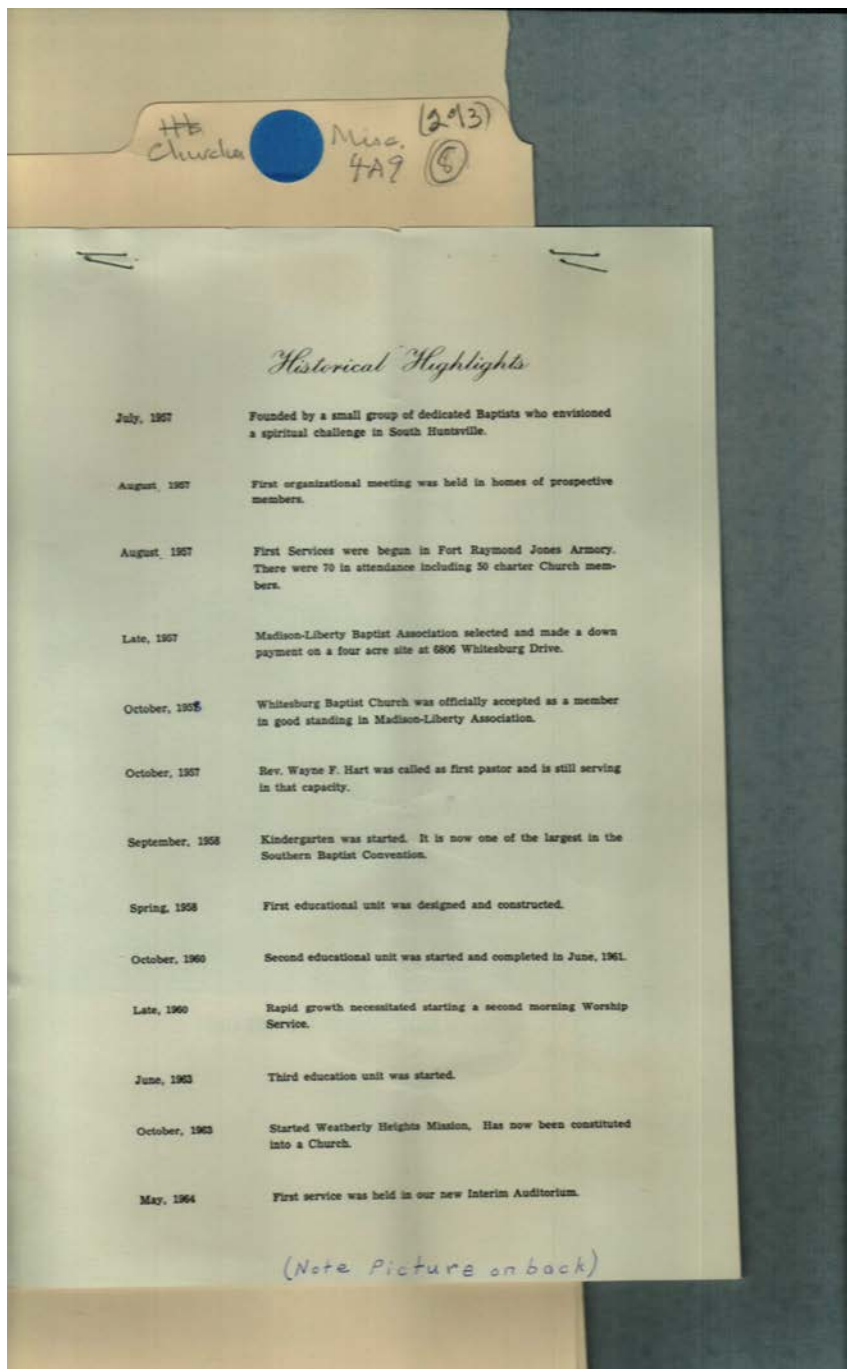 Churches
Misc.
4A9
(2 of 3)
8
Historical Highlights
July, 1957 Founded by a small group of dedicated Baptists who envisioned
a spiritual challenge in South Huntsville.
August 1957 First organizational meeting was held in homes of prospective
members.
August 1957 First Services were begun in Fort Raymond Jones Armory.
There were 70 in attendance including 50 charter Church mem-
bers.
Late, 1957 Madison-Liberty Baptist Association selected and made a down
payment on a four acre site at 6806 Whitesburg Drive.
October, 1958 Whitesburg Baptist Church was officially accepted as a member
in good standing in Madison-Liberty Association.
October, 1957 Rev. Wayne F. Hart was called as first pastor and is still serving
in that capacity.
September, 1958 Kindergarten was started. It is now one of the largest in the
Southern Baptist Convention.
Spring, 1958 First educational unit was designed and constructed.
October, 1960 Second educational unit was started and completed in June, 1961.
Late, 1960 Rapid growth necessitated starting a second morning Worship
Service.
June, 1963 Third education unit was started.
October, 1963 Started Weatherly Heights Mission, Has now been constituted
into a Church.
May, 1964 First service was held in our new Interim Auditorium.
(Note Picture on back)